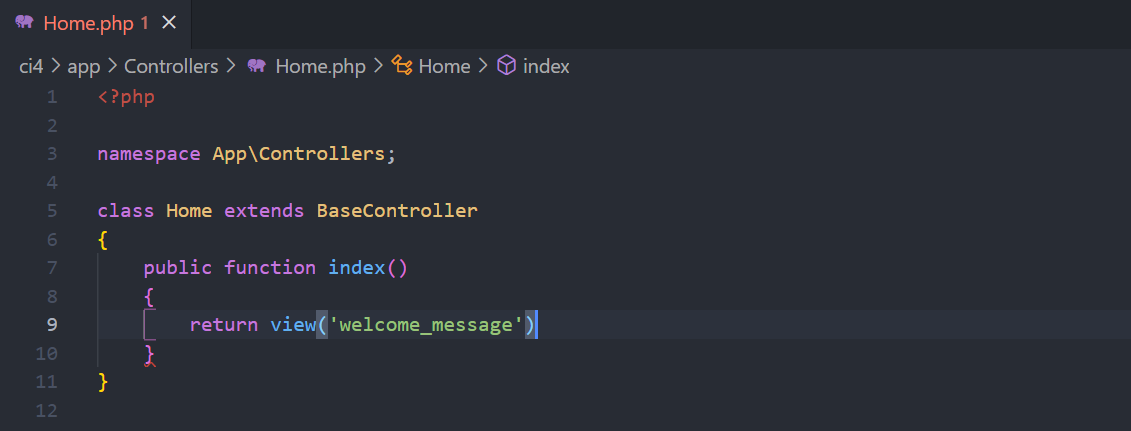 Home.php 1
ci4 > app > Controllers > Home.php > Home > index
1 <?php
2
3 namespace App\Controllers;
4
5 class Home extends BaseController
6 {
7     public function index()
8     {
9         return view('welcome_message')
10     }
11 }
12